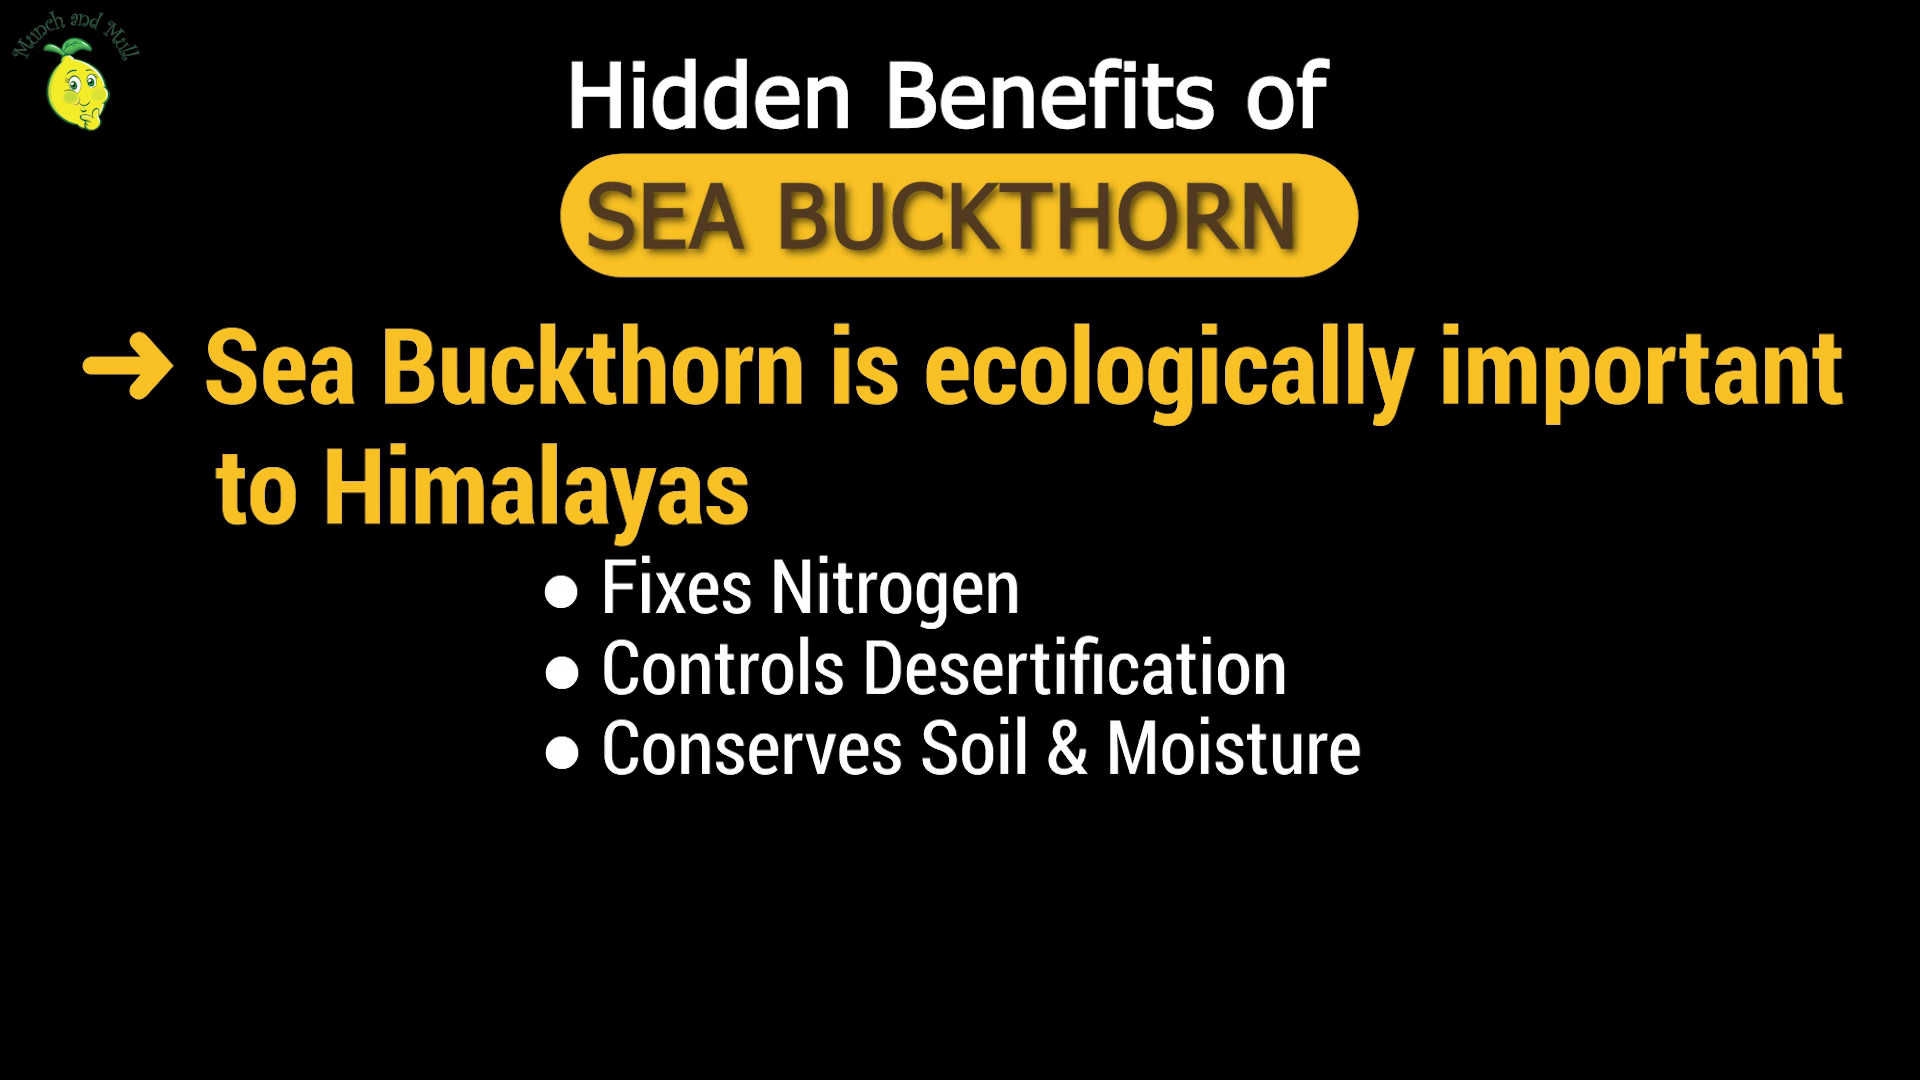 Munch and Mull
Hidden Benefits of
SEA BUCKTHORN
➜ Sea Buckthorn is ecologically important
to Himalayas
● Fixes Nitrogen
● Controls Desertification
● Conserves Soil & Moisture